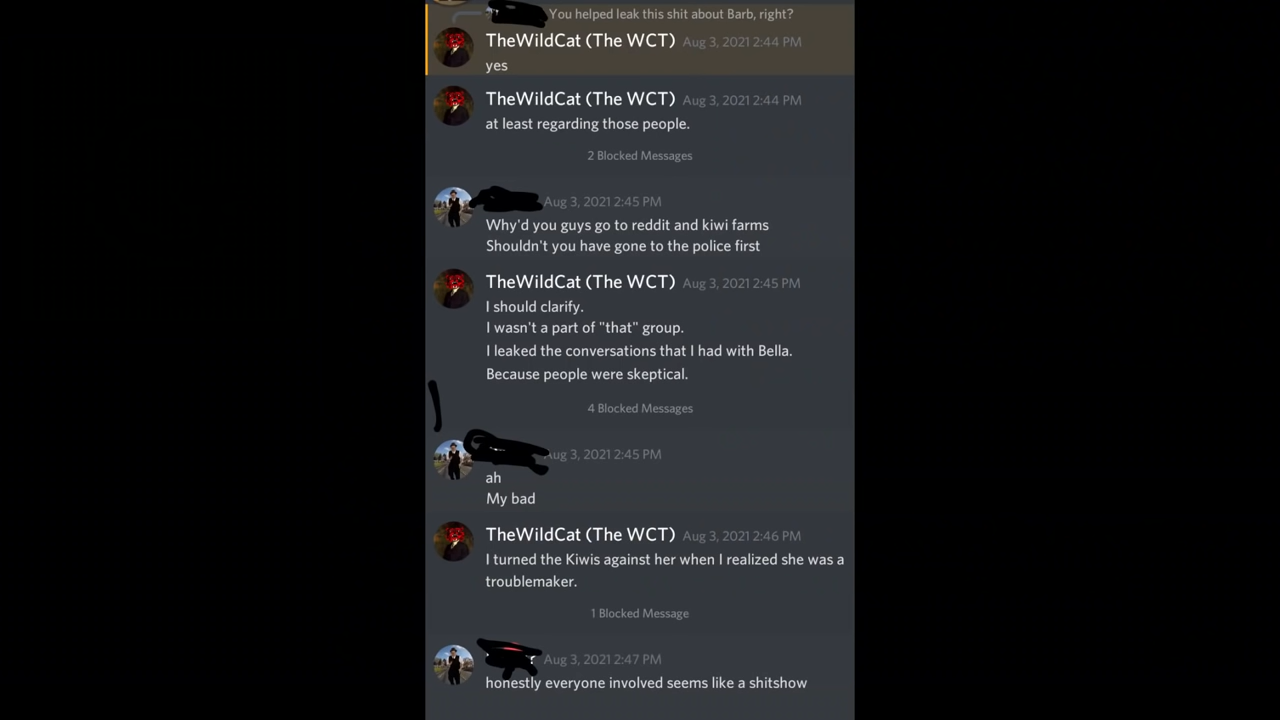 You helped leak this shit about Barb, right?
TheWildCat (The WCT) Aug 3, 2021 2:44 PM
yes
TheWildCat (The WCT) Aug 3, 2021 2:44 PM
at least regarding those people.
2 Blocked Messages
Aug 3, 2021 2:45 PM
Why'd you guys go to reddit and kiwi farms
Shouldn't you have gone to the police first
TheWildCat (The WCT) Aug 3, 2021 2:45 PM
I should clarify.
I wasn't a part of "that" group.
I leaked the conversations that I had with Bella.
Because people were skeptical.
4 Blocked Messages
Aug 3, 2021 2:45 PM
ah
My bad
TheWildCat (The WCT) Aug 3, 2021 2:46 PM
I turned the Kiwis against her when I realized she was a
troublemaker.
1 Blocked Message
Aug 3, 2021 2:47 PM
honestly everyone involved seems like a shitshow